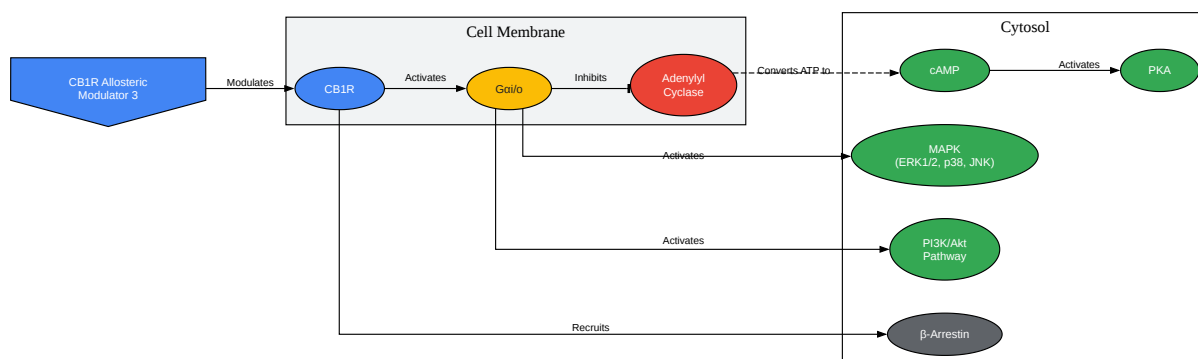 Cell Membrane
Cytosol
CB1R Allosteric
Modulator 3
Modulates
CB1R
Activates
Gαi/o
Inhibits
Adenylyl
Cyclase
Converts ATP to
cAMP
Activates
PKA
Activates
MAPK
(ERK1/2, p38, JNK)
Activates
PI3K/Akt
Pathway
Recruits
β-Arrestin